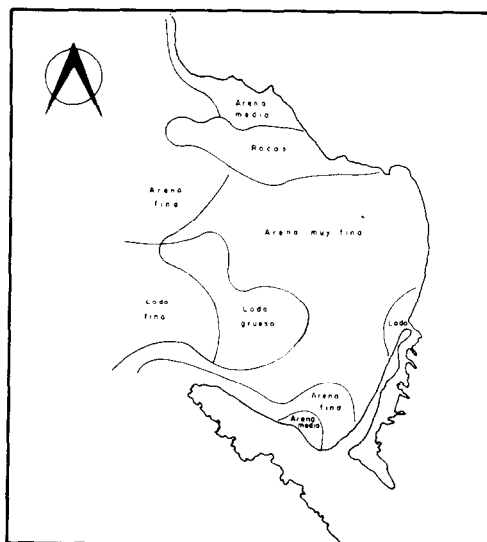 Arena
media
Rocas
Arena
fina
Arena muy fina
Lodo
fino
Lodo
grueso
Lodo
Arena
fina
Arena
media